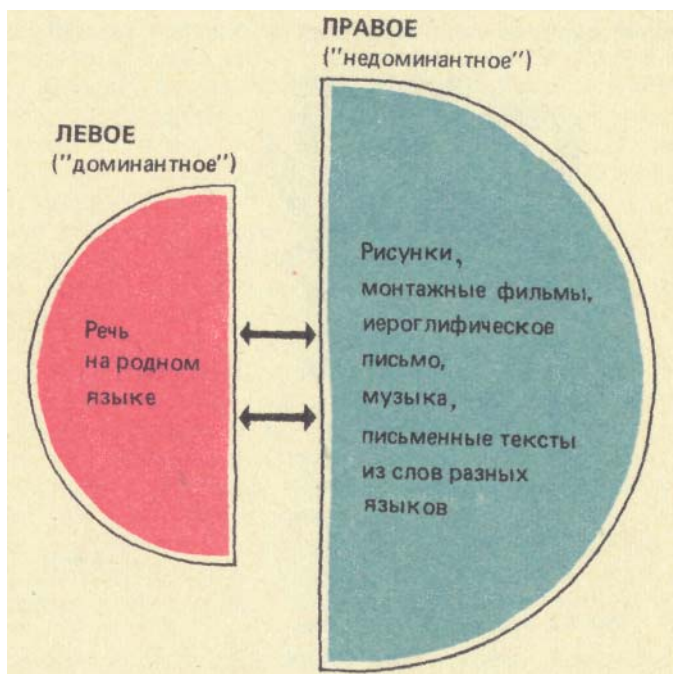 ПРАВОЕ
("недоминантное")
ЛЕВОЕ
("доминантное")
Речь
на родном
языке
Рисунки,
монтажные фильмы,
иероглифическое
письмо,
музыка,
письменные тексты
из слов разных
языков